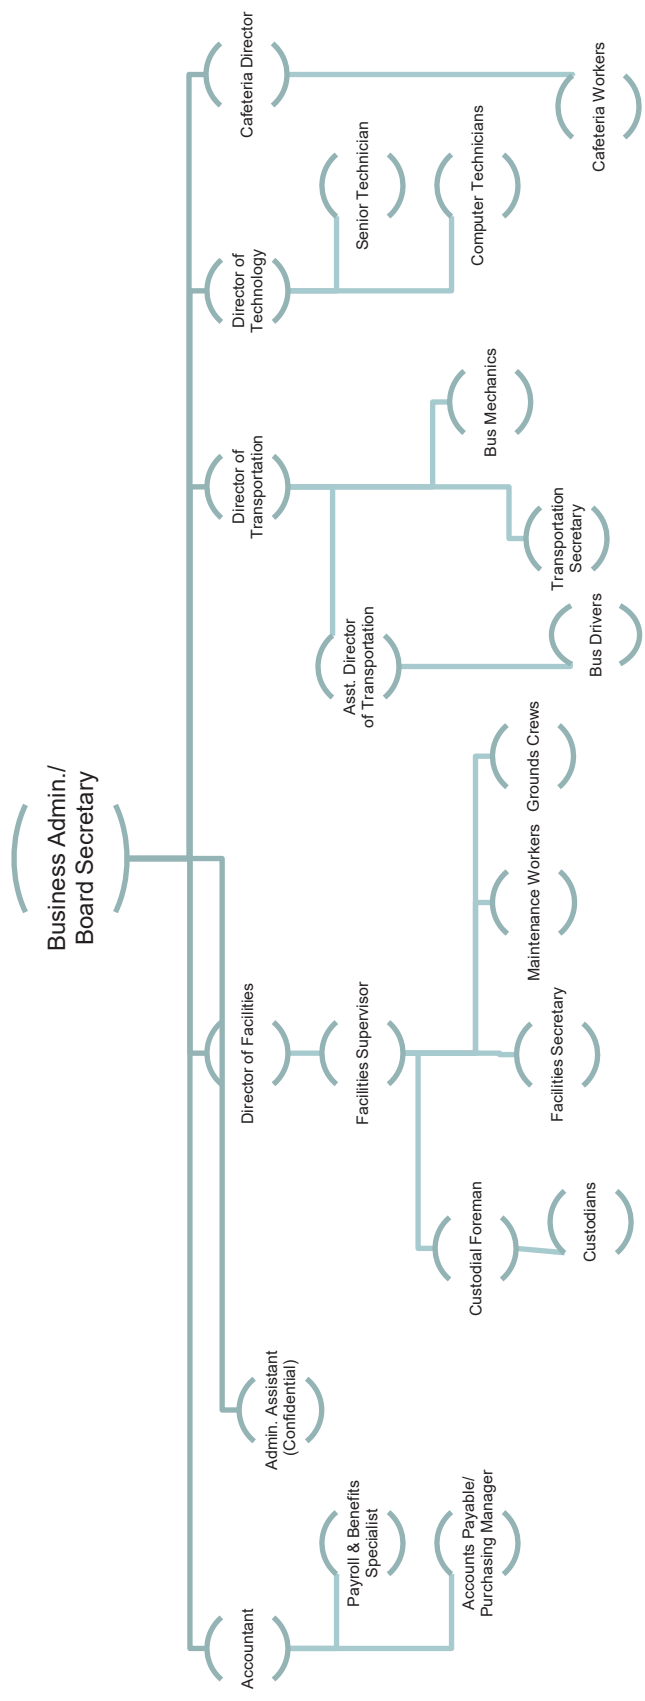 Business Admin./
Board Secretary
Accountant
Payroll & Benefits
Specialist
Accounts Payable/
Purchasing Manager
Admin. Assistant
(Confidential)
Director of Facilities
Facilities Supervisor
Custodial Foreman
Custodians
Facilities Secretary
Maintenance Workers
Grounds Crews
Director of
Transportation
Asst. Director
of Transportation
Bus Drivers
Transportation
Secretary
Bus Mechanics
Director of
Technology
Senior Technician
Computer Technicians
Cafeteria Director
Cafeteria Workers